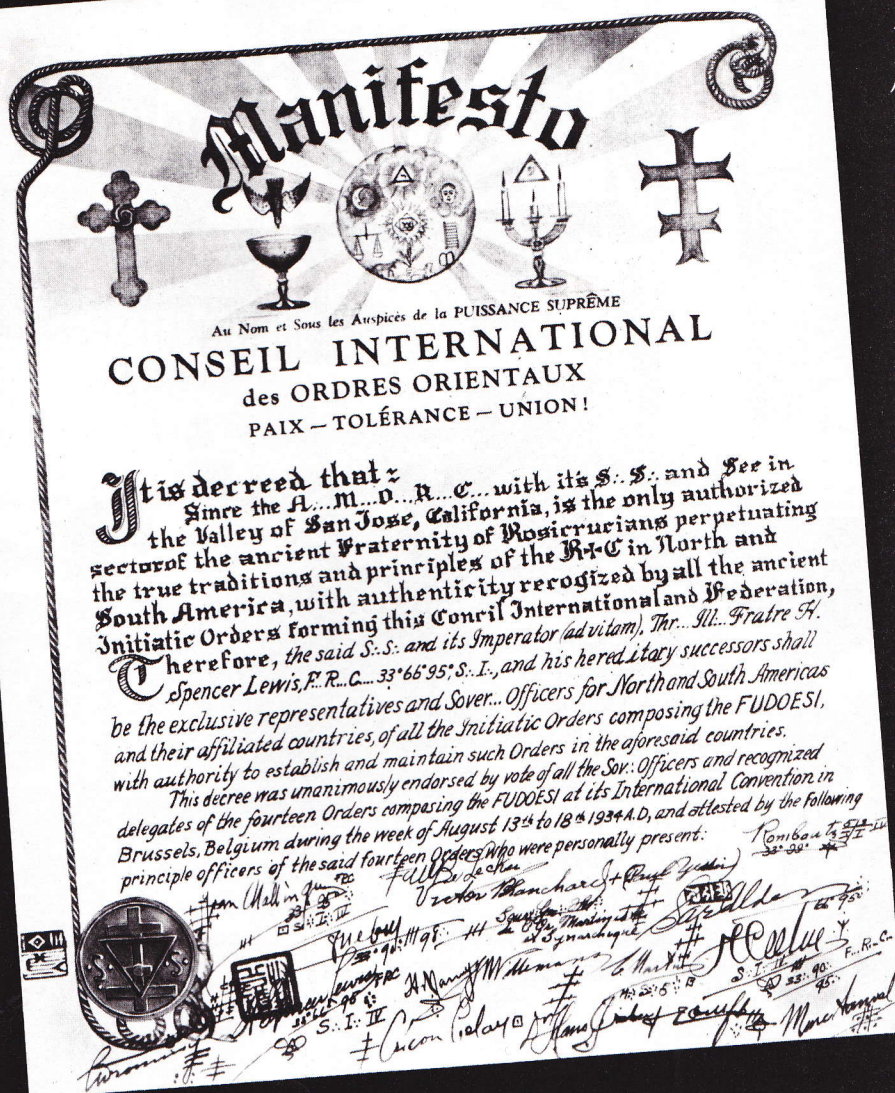 Manifesto
Au Nom et Sous les Auspices de la PUISSANCE SUPRÊME
CONSEIL INTERNATIONAL
des ORDRES ORIENTAUX
PAIX — TOLÉRANCE — UNION!
It is decreed that:
Since the A...M...O...R...C... with it's S∴ S∴ and See in
the Valley of San Jose, California, is the only authorized
sector of the ancient Fraternity of Rosicrucians perpetuating
the true traditions and principles of the R+C in North and
South America, with authenticity recogized by all the ancient
Initiatic Orders forming this Concil International and Federation,
Therefore, the said S∴S∴ and its Imperator (ad vitam), Thr... Ill... Fratre H.
Spencer Lewis, F...R...C... 33°66°95° S∴I∴, and his hereditary successors shall
be the exclusive representatives and Sover... Officers for North and South Americas
and their affiliated countries, of all the Initiatic Orders composing the FUDOESI,
with authority to establish and maintain such Orders in the aforesaid countries.
This decree was unanimously endorsed by vote of all the Sov∴ Officers and recognized
delegates of the fourteen Orders composing the FUDOESI at its International Convention in
Brussels, Belgium during the week of August 13th to 18th 1934 A.D, and attested by the Following
principle officers of the said fourteen Orders who were personally present:
Rombauts
Victor Blanchard
Sâr
S∴ I∴ IV